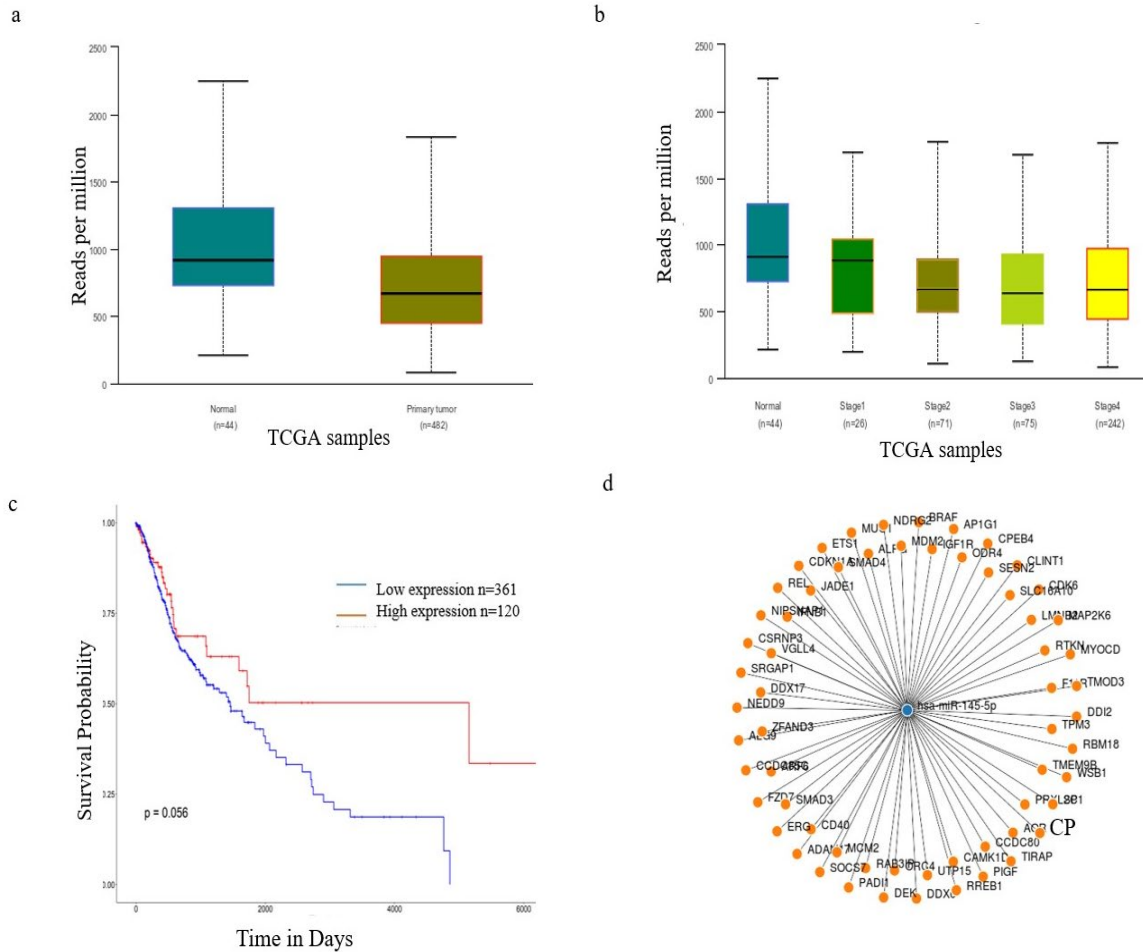 a
2500
2000
1500
1000
500
0
Reads per million
Normal
(n=44)
Primary tumor
(n=482)
TCGA samples
b
2500
2000
1500
1000
500
0
Reads per million
Normal
(n=44)
Stage1
(n=26)
Stage2
(n=71)
Stage3
(n=75)
Stage4
(n=242)
TCGA samples
c
1.00
0.75
0.50
0.25
0.00
Survival Probability
Low expression n=361
High expression n=120
p = 0.056
0
2000
4000
6000
Time in Days
d
NDRG2
BRAF
AP1G1
CPEB4
CLINT1
CDK6
MAP2K6
MYOCD
RTMOD3
DDI2
RBM18
WSB1
CP
TIRAP
PIGF
RREB1
DEK
PADI1
SOCS7
ERG
NEDD9
SRGAP1
CSRNP3
REL
ETS1
MDM2
IGF1R
ODR4
SESN2
SLC16A10
RTKN
TPM3
TMEM9B
CCDC80
CAMK1D
UTP15
MCM2
CD40
SMAD3
ZFAND3
DDX17
VGLL4
JADE1
SMAD4
hsa-miR-145-5p